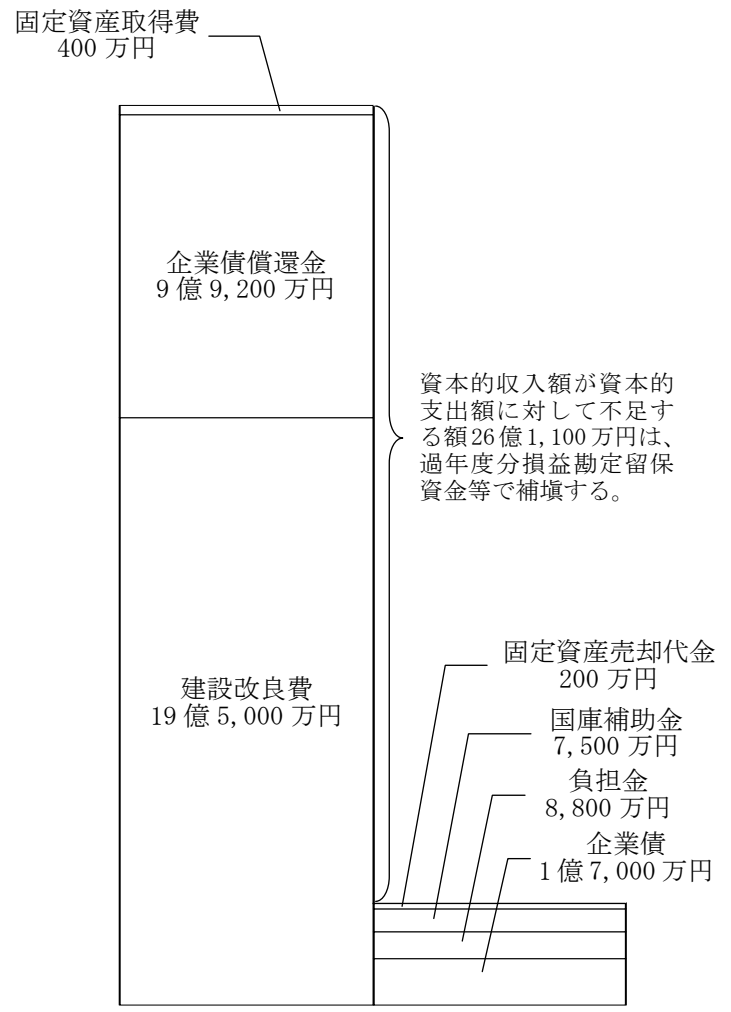 固定資産取得費
400 万円
企業債償還金
9 億 9, 200 万円
資本的収入額が資本的
支出額に対して不足す
る額26億1, 100 万円は、
過年度分損益勘定留保
資金等で補塡する。
建設改良費
19 億 5, 000 万円
固定資産売却代金
200 万円
国庫補助金
7, 500 万円
負担金
8, 800 万円
企業債
1 億 7, 000 万円